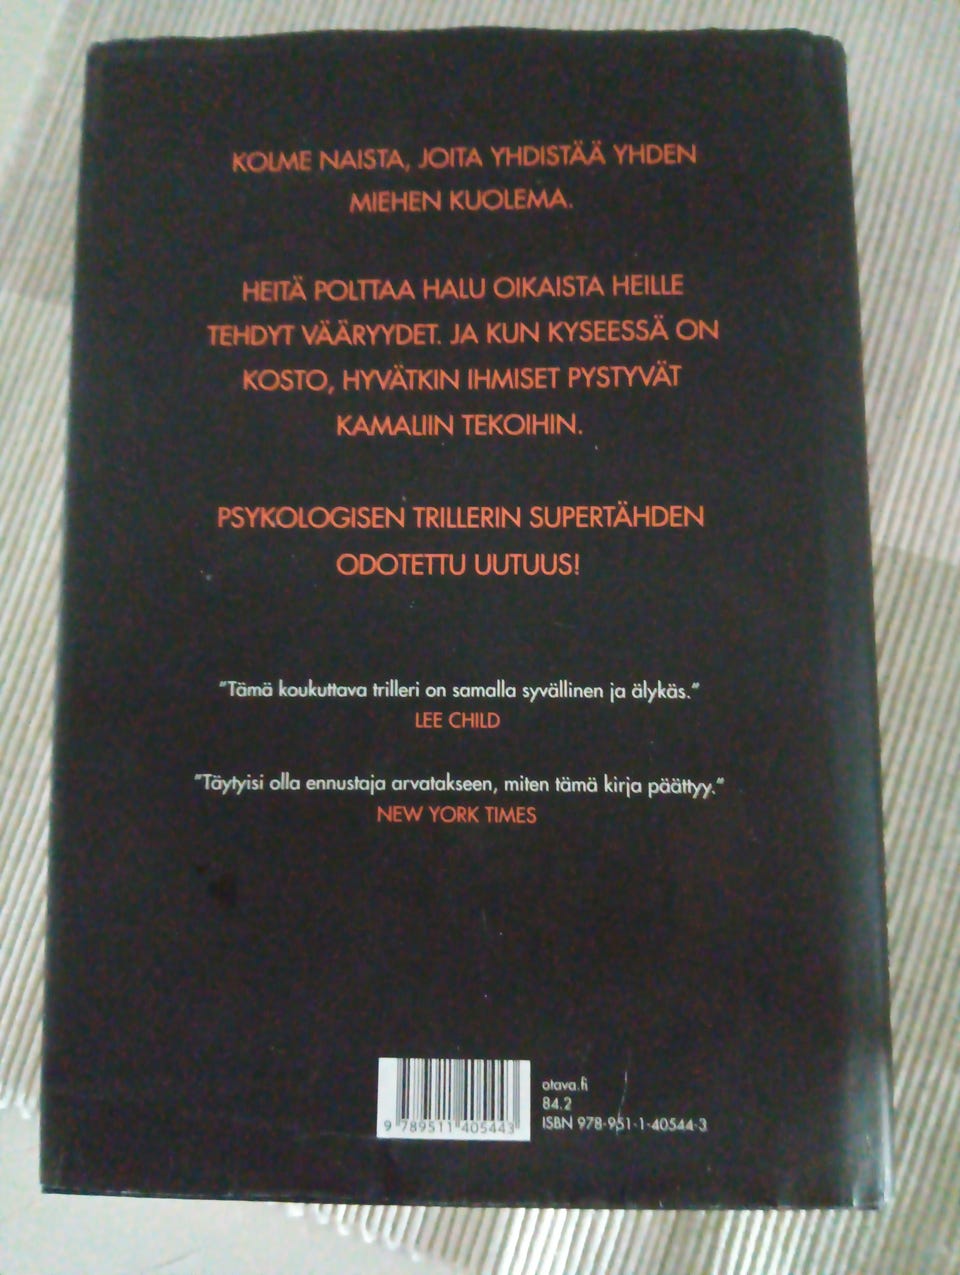 KOLME NAISTA, JOITA YHDISTÄÄ YHDEN
MIEHEN KUOLEMA.
HEITÄ POLTTAA HALU OIKAISTA HEILLE
TEHDYT VÄÄRYYDET. JA KUN KYSEESSÄ ON
KOSTO, HYVÄTKIN IHMISET PYSTYVÄT
KAMALIIN TEKOIHIN.
PSYKOLOGISEN TRILLERIN SUPERTÄHDEN
ODOTETTU UUTUUS!
"Tämä koukuttava trilleri on samalla syvällinen ja älykäs."
LEE CHILD
"Täytyisi olla ennustaja arvatakseen, miten tämä kirja päättyy."
NEW YORK TIMES
otava.fi
84.2
ISBN 978-951-1-40544-3
9 789511 405443